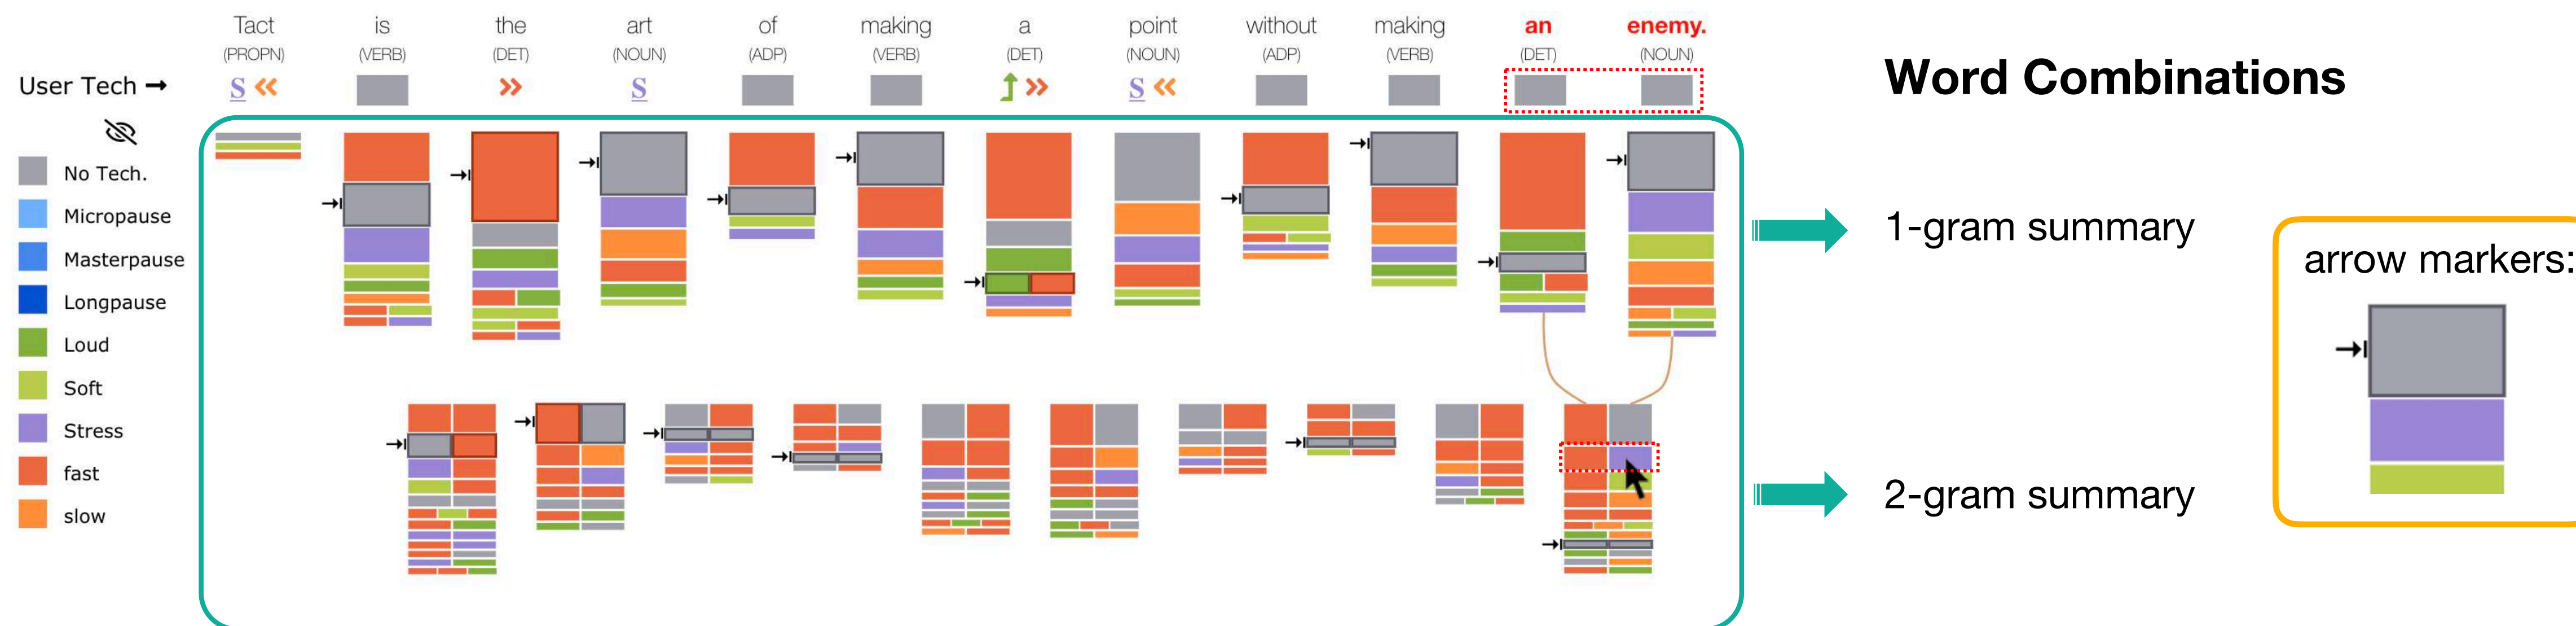 Tact is the art of making a point without making an enemy.
(PROPN) (VERB) (DET) (NOUN) (ADP) (VERB) (DET) (NOUN) (ADP) (VERB) (DET) (NOUN)
User Tech → S « » S ↥ » S «
No Tech.
Micropause
Masterpause
Longpause
Loud
Soft
Stress
fast
slow
Word Combinations
1-gram summary
2-gram summary
arrow markers: